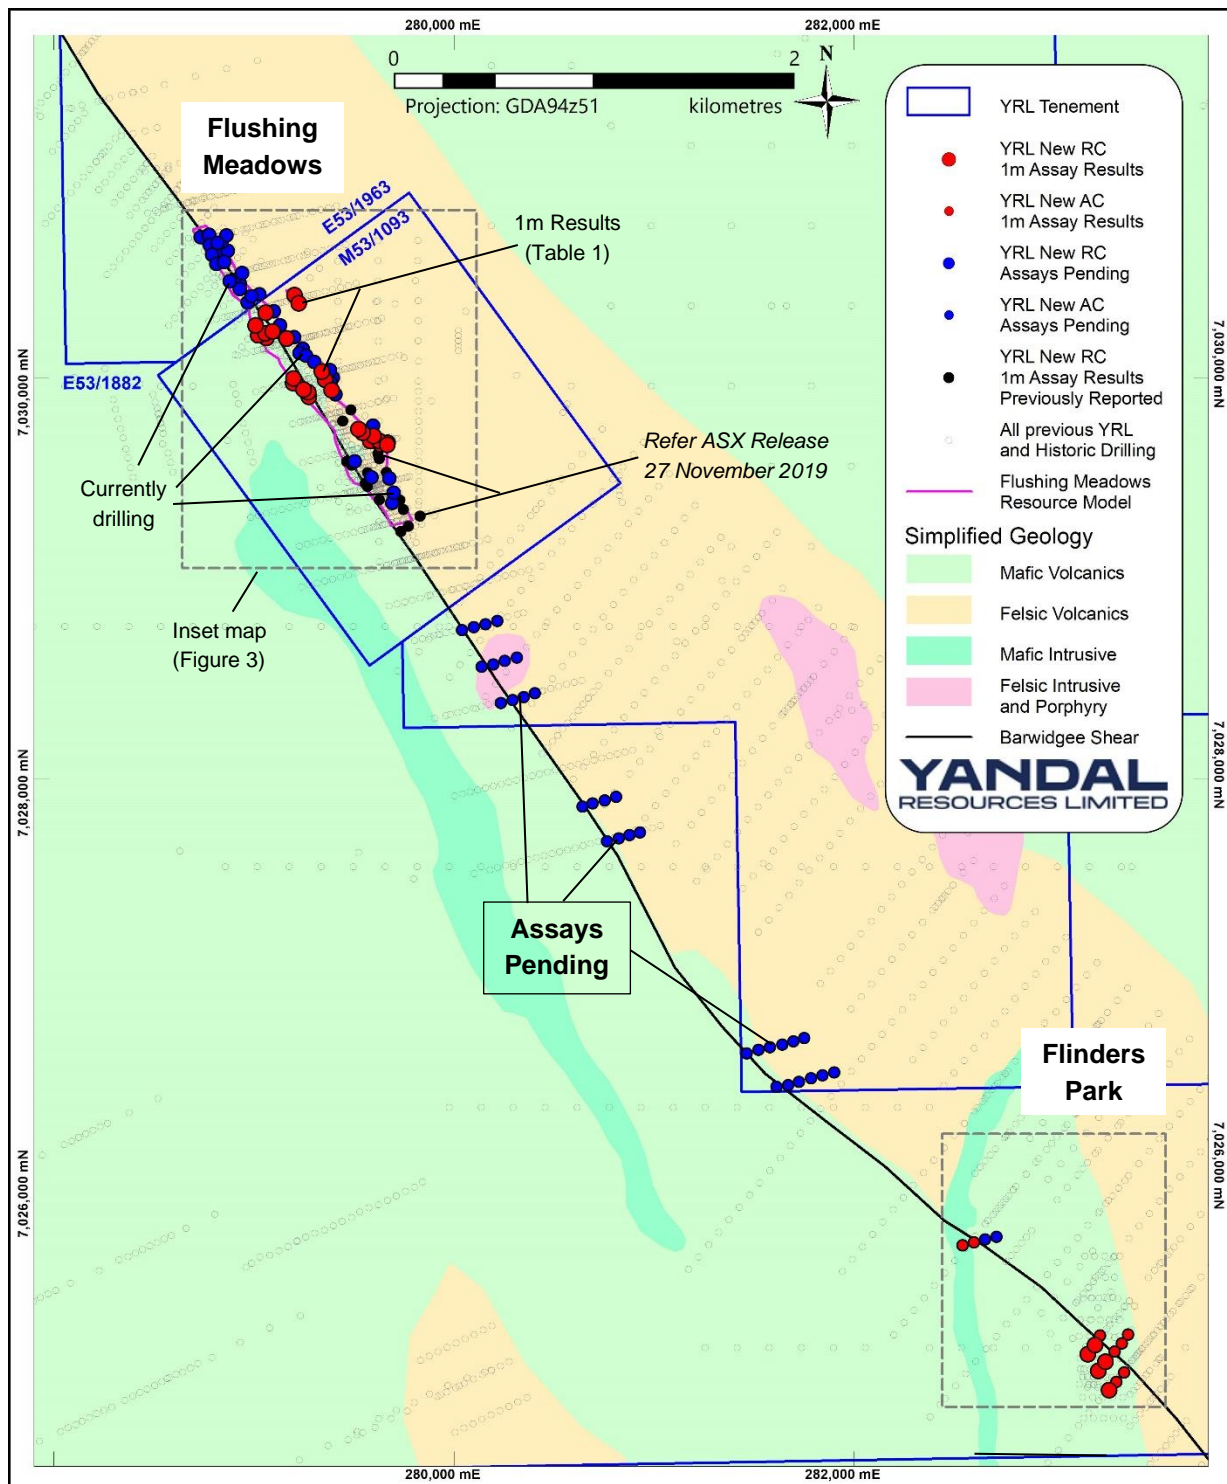 280,000 mE
282,000 mE
0
2
N
Projection: GDA94z51
kilometres
Flushing
Meadows
E53/1963
M53/1093
1m Results
(Table 1)
E53/1882
7,030,000 mN
7,030,000 mN
Currently
drilling
Refer ASX Release
27 November 2019
Inset map
(Figure 3)
YRL Tenement
YRL New RC
1m Assay Results
YRL New AC
1m Assay Results
YRL New RC
Assays Pending
YRL New AC
Assays Pending
YRL New RC
1m Assay Results
Previously Reported
All previous YRL
and Historic Drilling
Flushing Meadows
Resource Model
Simplified Geology
Mafic Volcanics
Felsic Volcanics
Mafic Intrusive
Felsic Intrusive
and Porphyry
Barwidgee Shear
YANDAL
RESOURCES LIMITED
7,028,000 mN
7,028,000 mN
Assays
Pending
Flinders
Park
7,026,000 mN
7,026,000 mN
280,000 mE
282,000 mE